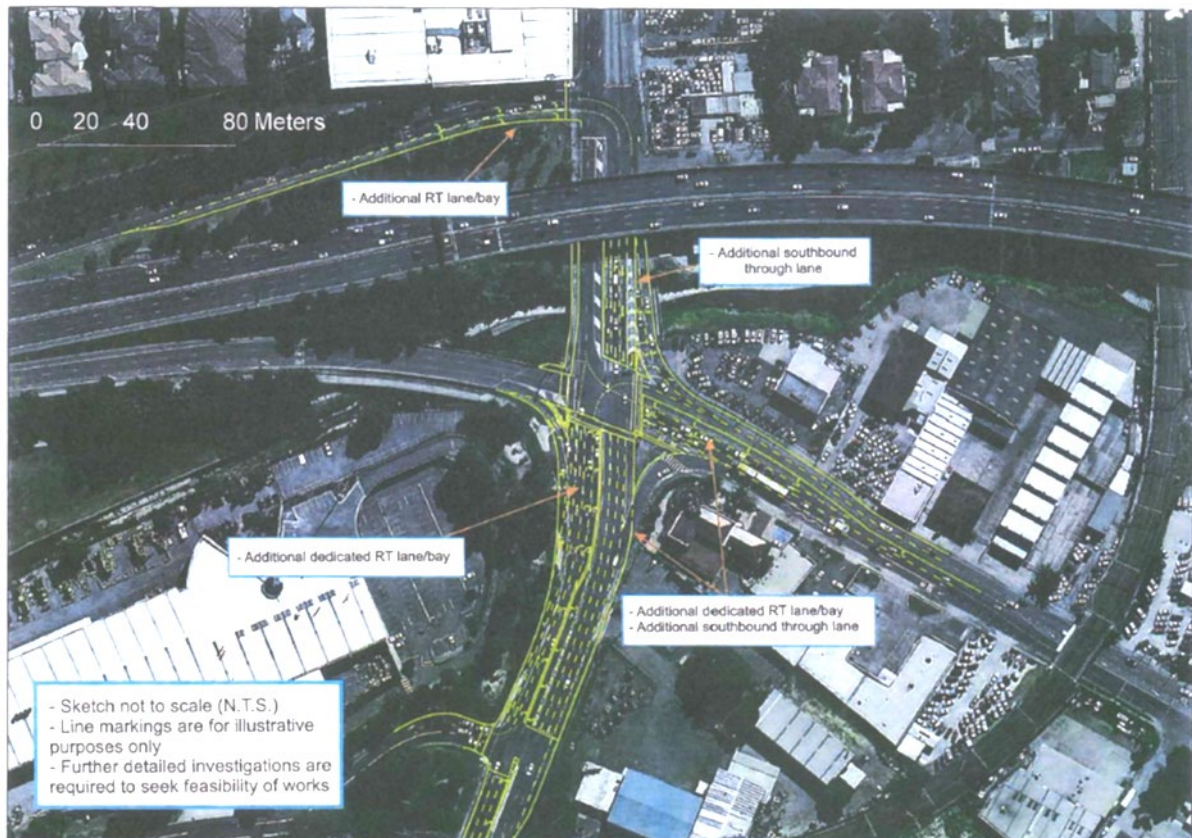 0 20 40 80 Meters
- Additional RT lane/bay
- Additional southbound
through lane
- Additional dedicated RT lane/bay
- Additional dedicated RT lane/bay
- Additional southbound through lane
- Sketch not to scale (N.T.S.)
- Line markings are for illustrative
purposes only
- Further detailed investigations are
required to seek feasibility of works